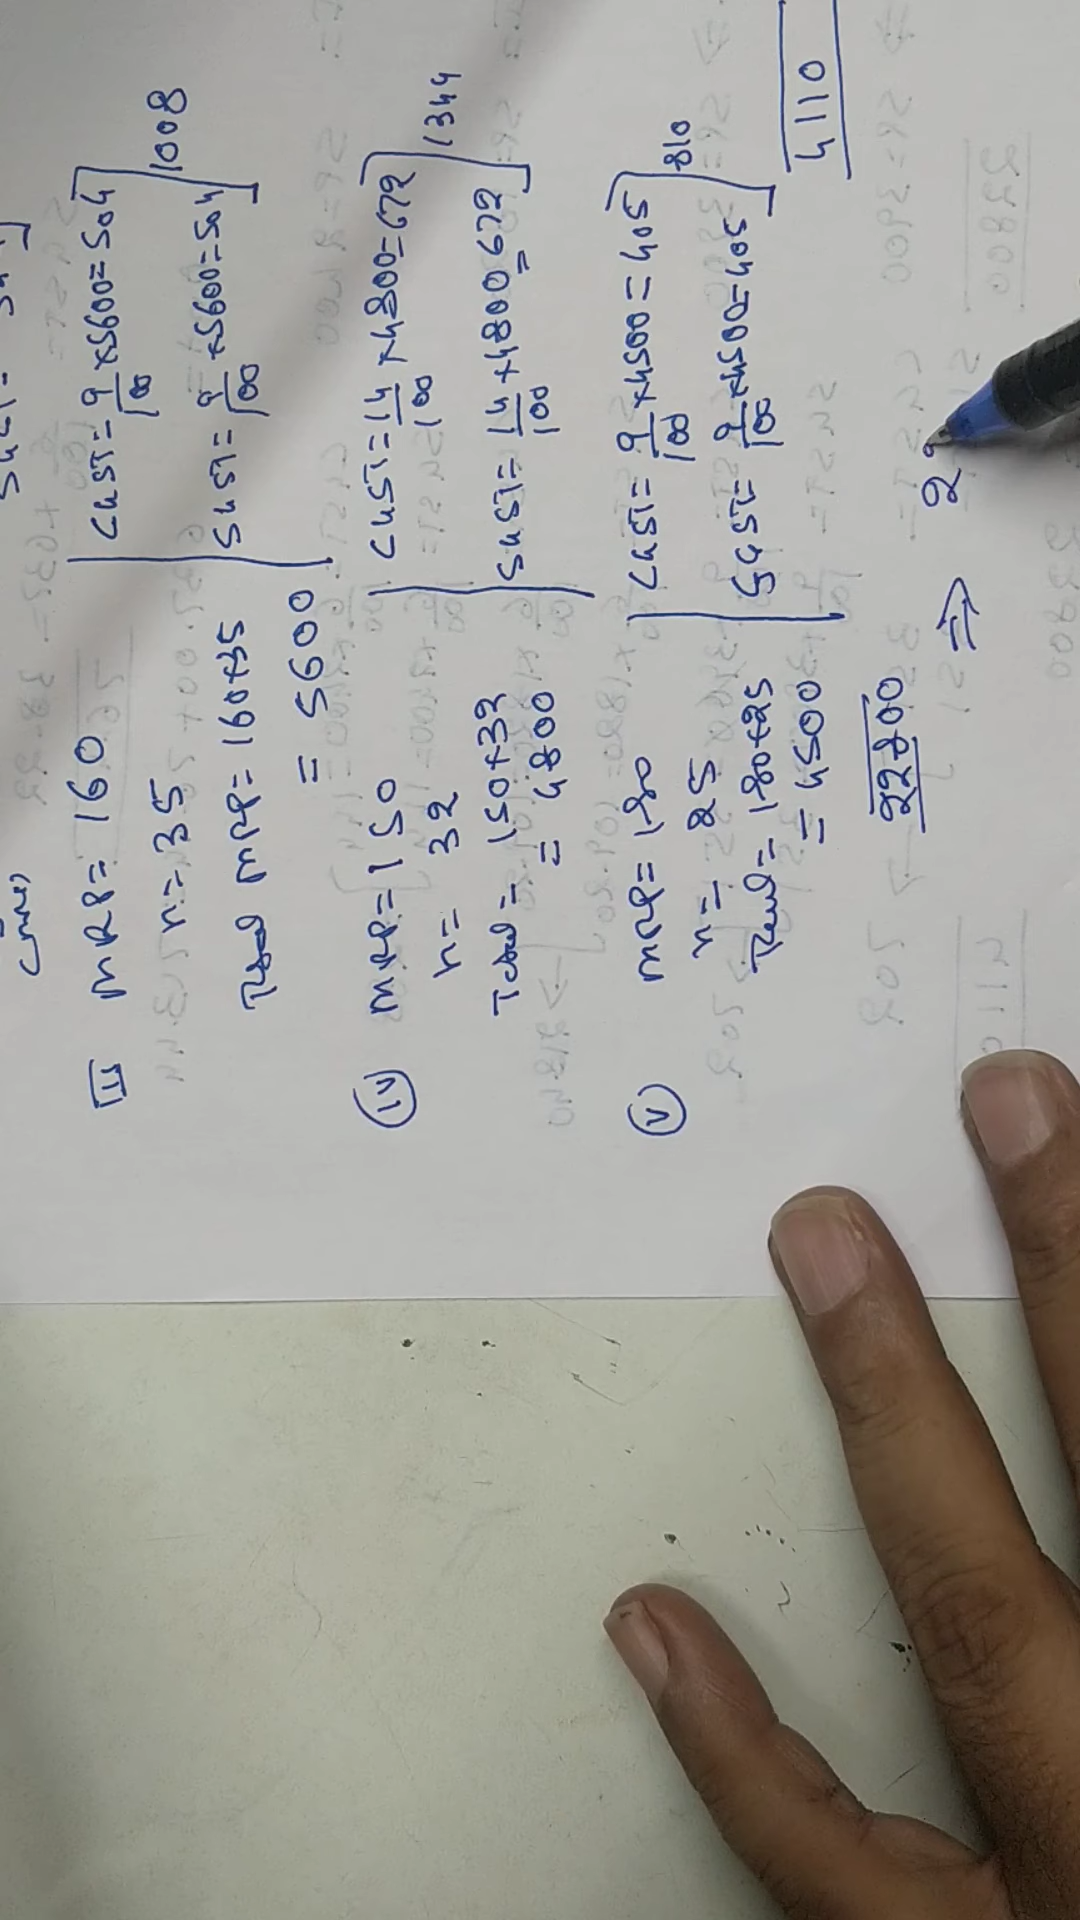 III MRP = 160
n = 35
Total MRP = 160×35
= 5600
CGST = 9/100 ×5600=504
SGST = 9/100 ×5600=504
1008
IV MRP = 150
n = 32
Total = 150×32
= 4800
CGST = 14/100 ×4800=672
SGST = 14/100 ×4800=672
1344
V MRP = 180
n = 25
Total = 180×25
= 4500
CGST = 9/100 ×4500 = 405
SGST = 9/100 ×4500=405
810
4110
22800 ⇒ 22